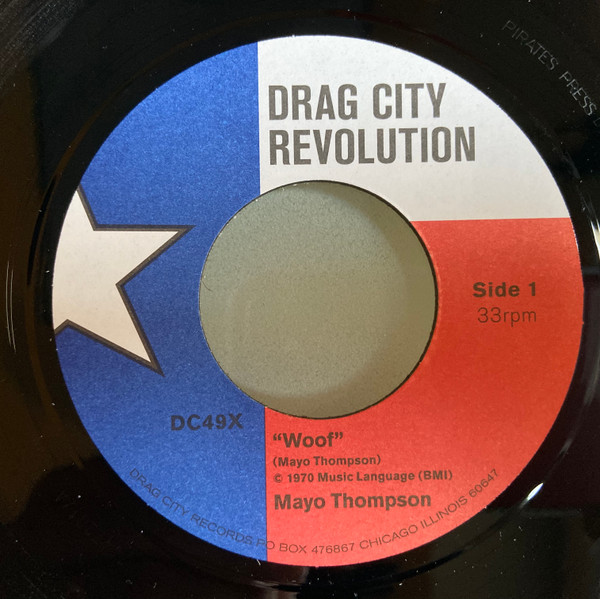 DRAG CITY
REVOLUTION
Side 1
33rpm
DC49X
“Woof”
(Mayo Thompson)
© 1970 Music Language (BMI)
Mayo Thompson
DRAG CITY RECORDS PO BOX 476867 CHICAGO ILLINOIS 60647
PIRATES PRESS